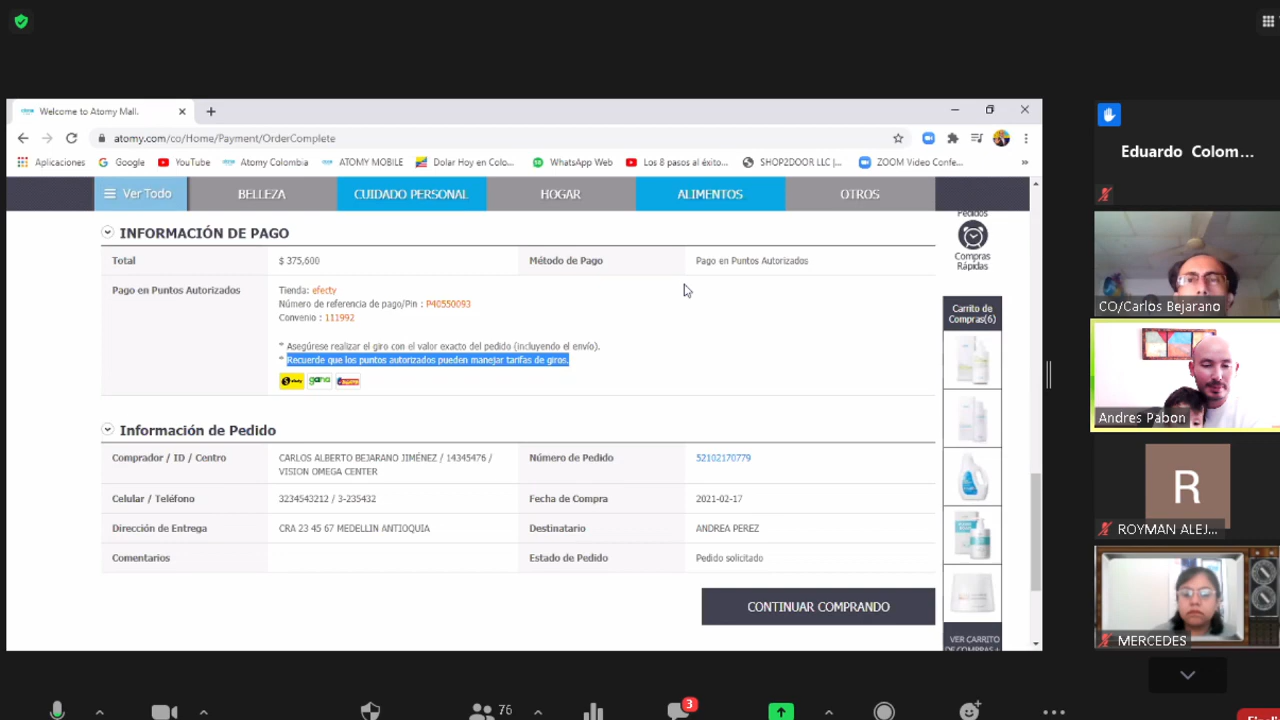 Welcome to Atomy Mall.
atomy.com/co/Home/Payment/OrderComplete
Aplicaciones Google YouTube Atomy Colombia ATOMY MOBILE Dolar Hoy en Colo... WhatsApp Web Los 8 pasos al éxito... SHOP2DOOR LLC |... ZOOM Video Confe... »
Ver Todo BELLEZA CUIDADO PERSONAL HOGAR ALIMENTOS OTROS
INFORMACIÓN DE PAGO
Total $ 375,600 Método de Pago Pago en Puntos Autorizados
Pago en Puntos Autorizados Tienda: efecty
Número de referencia de pago/Pin : P40550093
Convenio : 111992
* Asegúrese realizar el giro con el valor exacto del pedido (incluyendo el envío).
* Recuerde que los puntos autorizados pueden manejar tarifas de giros.
gana
Información de Pedido
Comprador / ID / Centro CARLOS ALBERTO BEJARANO JIMÉNEZ / 14345476 /
VISION OMEGA CENTER
Número de Pedido 52102170779
Celular / Teléfono 3234543212 / 3-235432 Fecha de Compra 2021-02-17
Dirección de Entrega CRA 23 45 67 MEDELLIN ANTIOQUIA Destinatario ANDREA PEREZ
Comentarios Estado de Pedido Pedido solicitado
CONTINUAR COMPRANDO
Pedidos
Compras
Rápidas
Carrito de
Compras(6)
VER CARRITO
DE COMPRAS +
Eduardo Colom...
CO/Carlos Bejarano
Andres Pabon
R
ROYMAN ALEJ...
MERCEDES
76
3